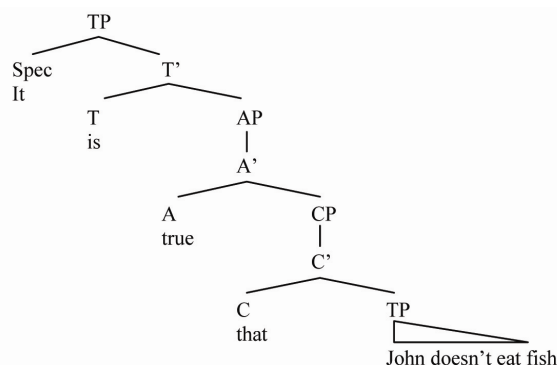 TP
Spec T’
It
T AP
is
A’
A CP
true
C’
C TP
that
John doesn’t eat fish